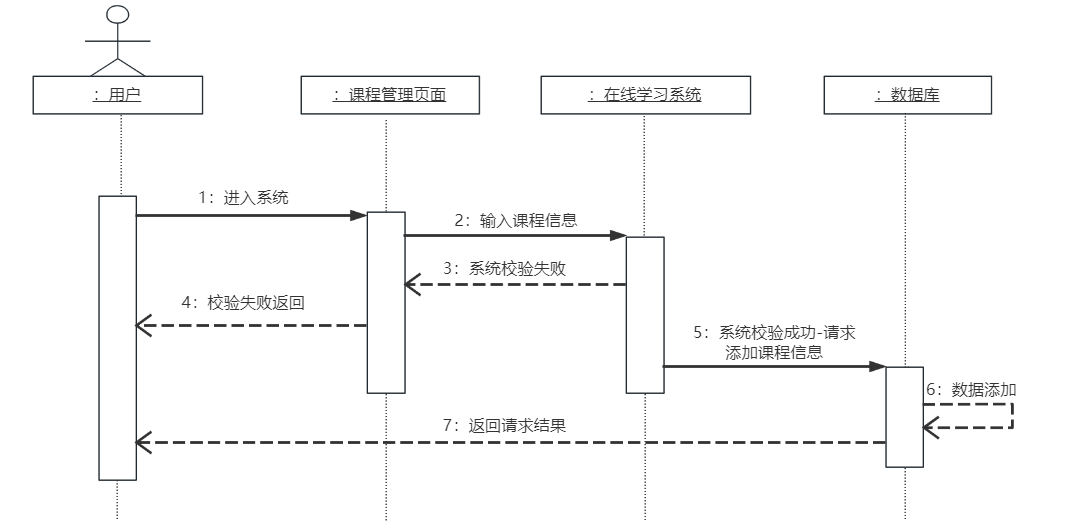 : 用户
: 课程管理页面
: 在线学习系统
: 数据库
1：进入系统
2：输入课程信息
3：系统校验失败
4：校验失败返回
5：系统校验成功-请求
添加课程信息
6：数据添加
7：返回请求结果